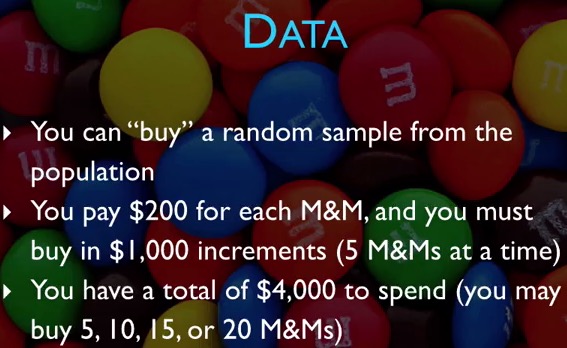 DATA
‣ You can “buy” a random sample from the
population
‣ You pay $200 for each M&M, and you must
buy in $1,000 increments (5 M&Ms at a time)
‣ You have a total of $4,000 to spend (you may
buy 5, 10, 15, or 20 M&Ms)